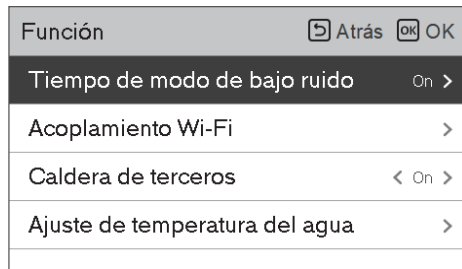 Función Atrás OK OK
Tiempo de modo de bajo ruido On >
Acoplamiento Wi-Fi >
Caldera de terceros < On >
Ajuste de temperatura del agua >